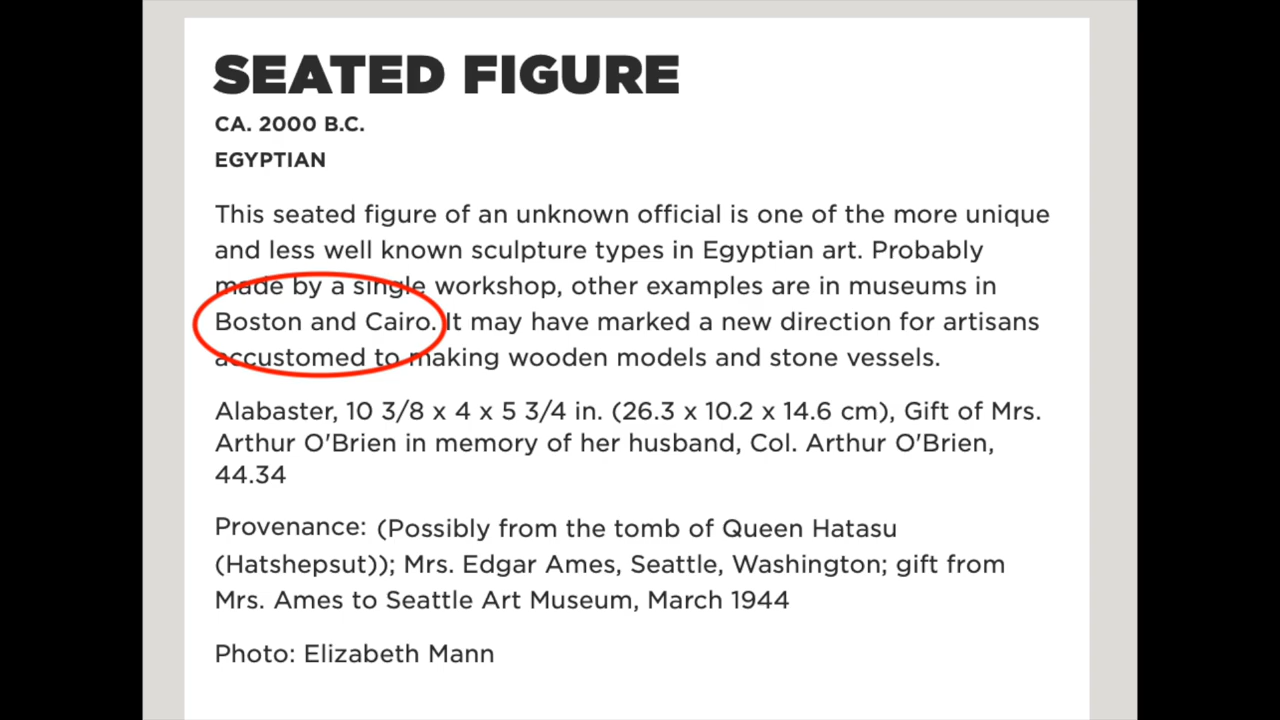 SEATED FIGURE
CA. 2000 B.C.
EGYPTIAN
This seated figure of an unknown official is one of the more unique
and less well known sculpture types in Egyptian art. Probably
made by a single workshop, other examples are in museums in
Boston and Cairo. It may have marked a new direction for artisans
accustomed to making wooden models and stone vessels.
Alabaster, 10 3/8 x 4 x 5 3/4 in. (26.3 x 10.2 x 14.6 cm), Gift of Mrs.
Arthur O'Brien in memory of her husband, Col. Arthur O'Brien,
44.34
Provenance: (Possibly from the tomb of Queen Hatasu
(Hatshepsut)); Mrs. Edgar Ames, Seattle, Washington; gift from
Mrs. Ames to Seattle Art Museum, March 1944
Photo: Elizabeth Mann